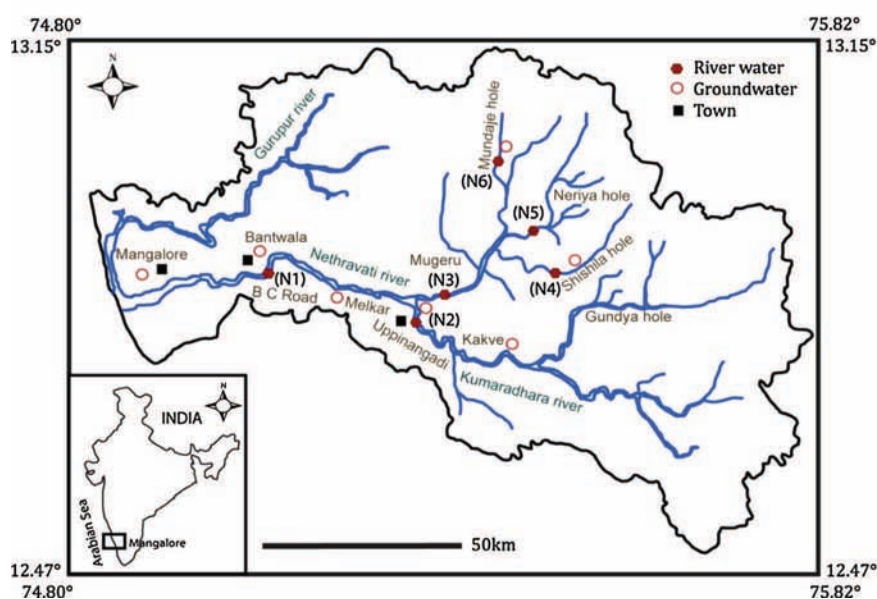 74.80°
75.82°
13.15°
13.15°
N
River water
Groundwater
Town
Gurupur river
Mundaje hole
(N6)
Neriya hole
(N5)
Bantwala
Mangalore
Nethravati river
Mugeru
Shishila hole
(N1)
(N3)
(N4)
B C Road
Melkar
(N2)
Gundya hole
Uppinangadi
Kakve
Kumaradhara river
INDIA
N
Arabian Sea
Mangalore
50km
12.47°
12.47°
74.80°
75.82°